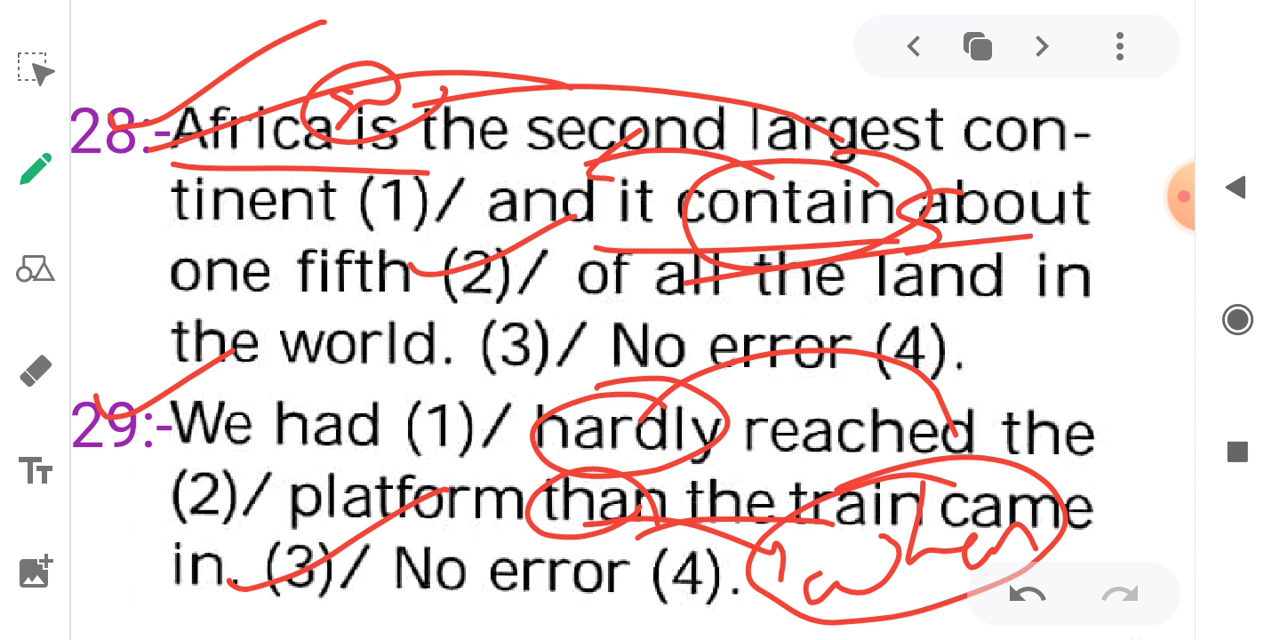 28:-Africa is the second largest con-
tinent (1)/ and it contain about
one fifth (2)/ of all the land in
the world. (3)/ No error (4).
29:-We had (1)/ hardly reached the
(2)/ platform than the train came
in. (3)/ No error (4).
when